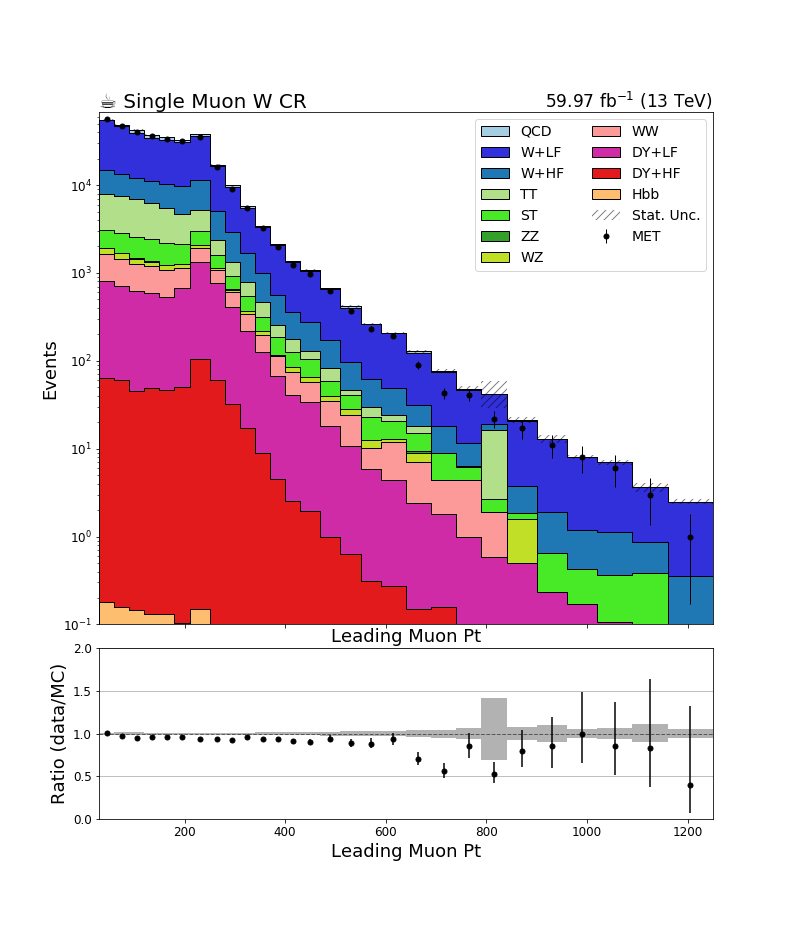 ☕ Single Muon W CR
59.97 fb⁻¹ (13 TeV)
QCD
W+LF
W+HF
TT
ST
ZZ
WZ
WW
DY+LF
DY+HF
Hbb
Stat. Unc.
MET
Events
10⁴
10³
10²
10¹
10⁰
10⁻¹
Leading Muon Pt
Ratio (data/MC)
2.0
1.5
1.0
0.5
0.0
200 400 600 800 1000 1200
Leading Muon Pt